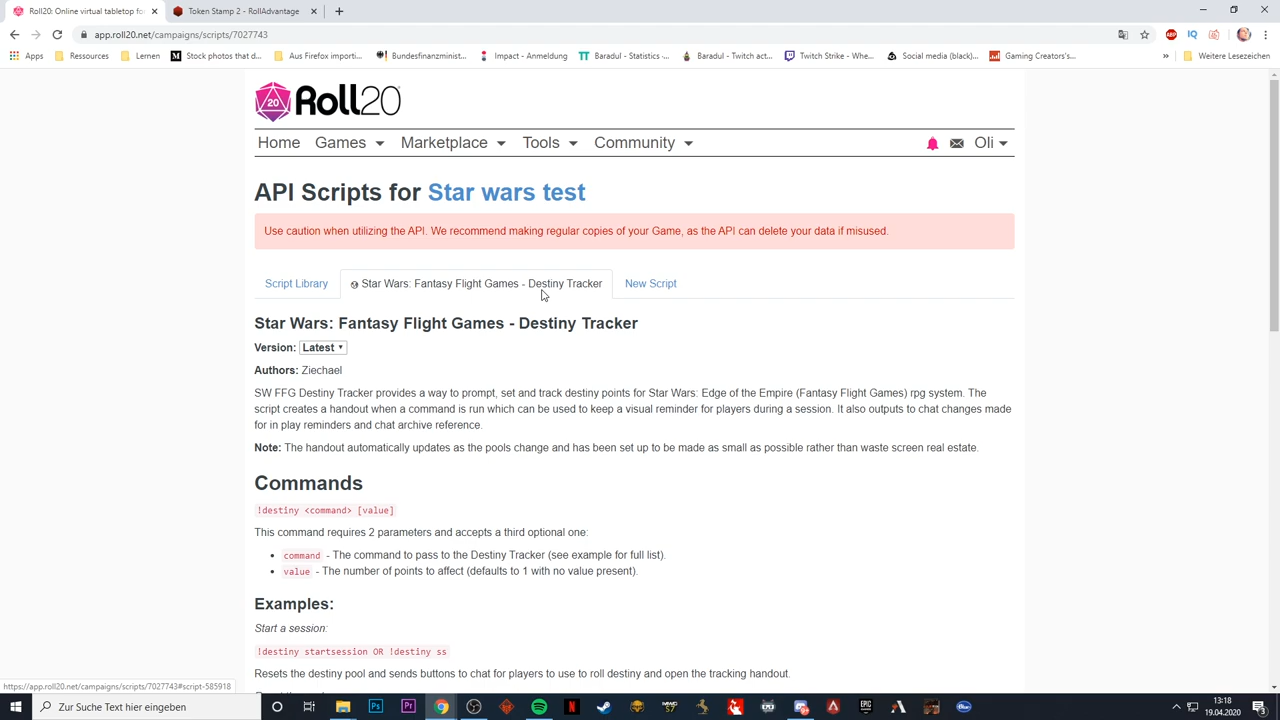 Roll20: Online virtual tabletop fo
Token Stamp 2 - RollAdvantage
app.roll20.net/campaigns/scripts/7027743
Apps
Ressources
Lernen
Stock photos that d...
Aus Firefox importi...
Bundesfinanzminist...
Impact - Anmeldung
Baradul - Statistics -...
Baradul - Twitch act...
Twitch Strike - Whe...
Social media (black)...
Gaming Creator's...
Weitere Lesezeichen
Roll20
Home Games Marketplace Tools Community Oli
API Scripts for Star wars test
Use caution when utilizing the API. We recommend making regular copies of your Game, as the API can delete your data if misused.
Script Library
Star Wars: Fantasy Flight Games - Destiny Tracker
New Script
Star Wars: Fantasy Flight Games - Destiny Tracker
Version: Latest
Authors: Ziechael
SW FFG Destiny Tracker provides a way to prompt, set and track destiny points for Star Wars: Edge of the Empire (Fantasy Flight Games) rpg system. The
script creates a handout when a command is run which can be used to keep a visual reminder for players during a session. It also outputs to chat changes made
for in play reminders and chat archive reference.
Note: The handout automatically updates as the pools change and has been set up to be made as small as possible rather than waste screen real estate.
Commands
!destiny <command> [value]
This command requires 2 parameters and accepts a third optional one:
command - The command to pass to the Destiny Tracker (see example for full list).
value - The number of points to affect (defaults to 1 with no value present).
Examples:
Start a session:
!destiny startsession OR !destiny ss
Resets the destiny pool and sends buttons to chat for players to use to roll destiny and open the tracking handout.
https://app.roll20.net/campaigns/scripts/7027743#script-585918
Zur Suche Text hier eingeben
13:18
19.04.2020